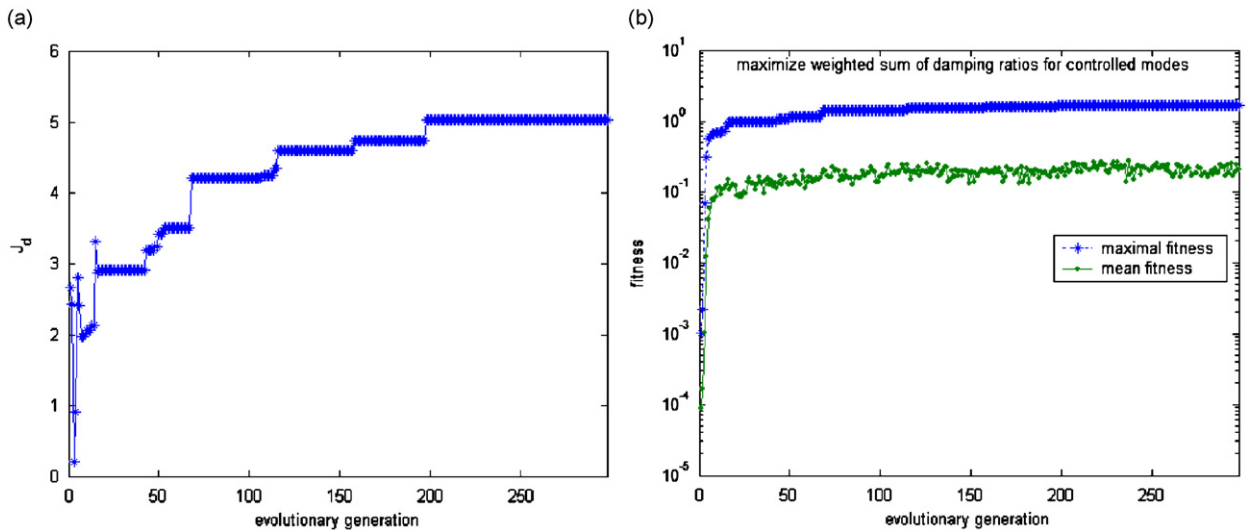 (a)
6
5
4
3
2
1
0
J_d
0 50 100 150 200 250
evolutionary generation
(b)
maximize weighted sum of damping ratios for controlled modes
10^1
10^0
10^-1
10^-2
10^-3
10^-4
10^-5
fitness
maximal fitness
mean fitness
0 50 100 150 200 250
evolutionary generation